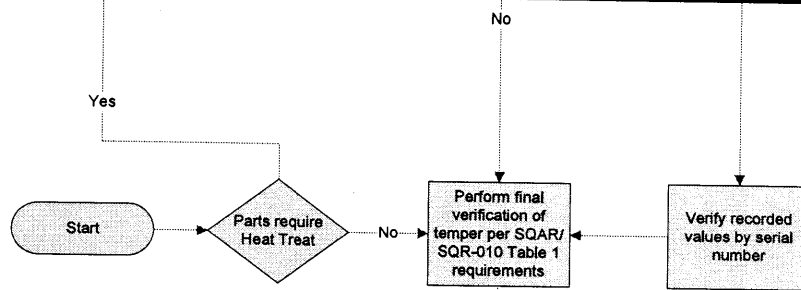 No
Yes
Start
Parts require
Heat Treat
No
Perform final
verification of
temper per SQAR/
SQR-010 Table 1
requirements
Verify recorded
values by serial
number